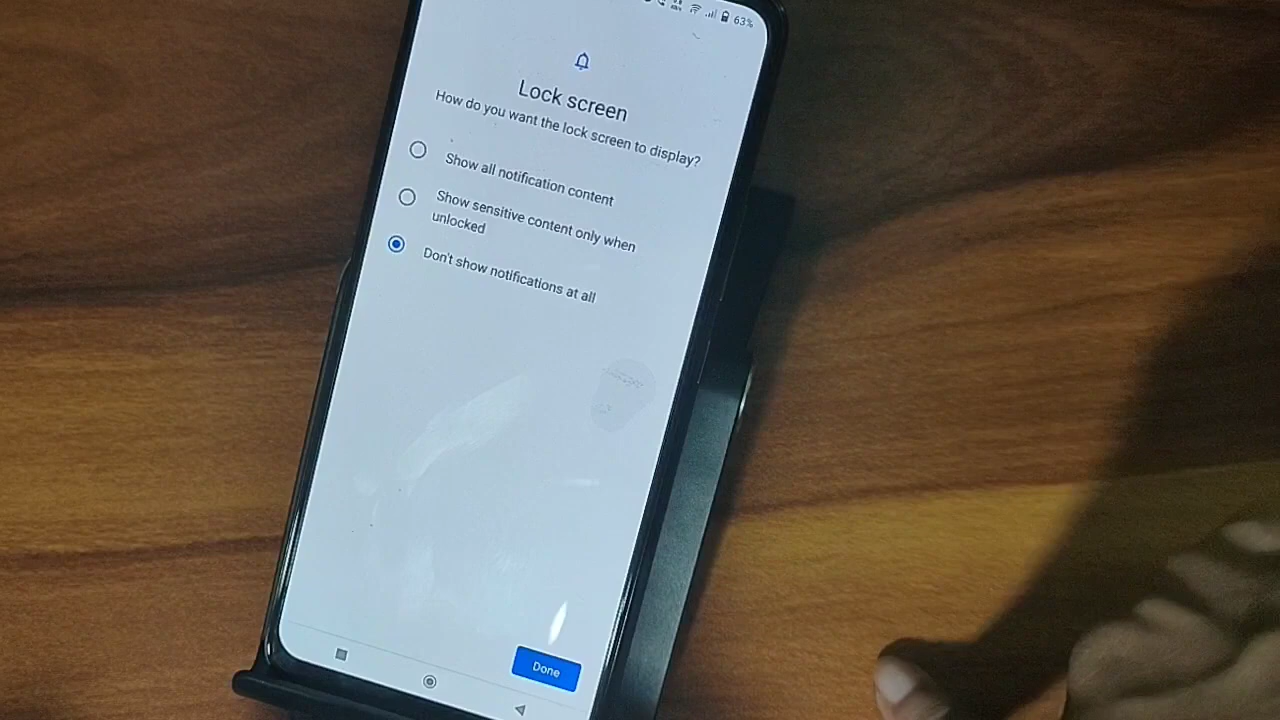 63%
Lock screen
How do you want the lock screen to display?
Show all notification content
Show sensitive content only when
unlocked
Don't show notifications at all
Done